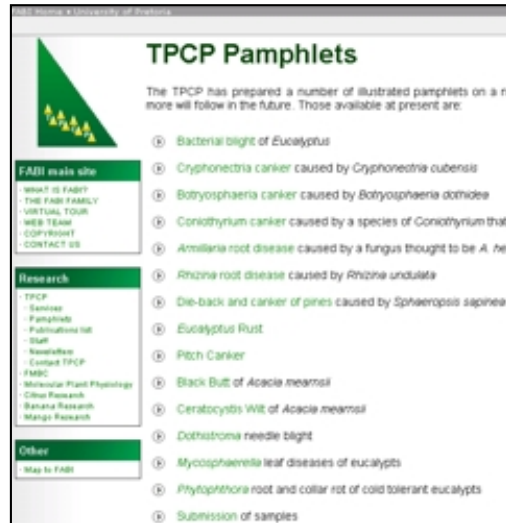 FABI Home • University of Pretoria
TPCP Pamphlets
The TPCP has prepared a number of illustrated pamphlets on a
more will follow in the future. Those available at present are:
Bacterial blight of Eucalyptus
Cryphonectria canker caused by Cryphonectria cubensis
Botryosphaeria canker caused by Botryosphaeria dothidea
Coniothyrium canker caused by a species of Coniothyrium that
Armillaria root disease caused by a fungus thought to be A. he
Rhizina root disease caused by Rhizina undulata
Die-back and canker of pines caused by Sphaeropsis sapinea
Eucalyptus Rust
Pitch Canker
Black Butt of Acacia mearnsii
Ceratocystis Wilt of Acacia mearnsii
Dothistroma needle blight
Mycosphaerella leaf diseases of eucalypts
Phytophthora root and collar rot of cold tolerant eucalypts
Submission of samples
FABI main site
- WHAT IS FABI?
- THE FABI FAMILY
- VIRTUAL TOUR
- WEB TEAM
- COPYRIGHT
- CONTACT US
Research
- TPCP
- Services
- Pamphlets
- Publications list
- Staff
- Newsletters
- Contact TPCP
- FMBC
- Molecular Plant Physiology
- Citrus Research
- Banana Research
- Mango Research
Other
- Map to FABI